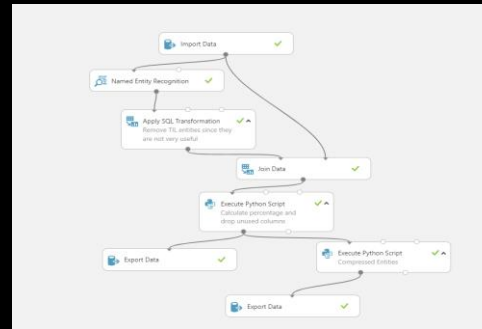 Import Data
Named Entity Recognition
Apply SQL Transformation
Remove TIL entities since they
are not very useful
Join Data
Execute Python Script
Calculate percentage and
drop unused columns
Export Data
Execute Python Script
Compressed Entities
Export Data